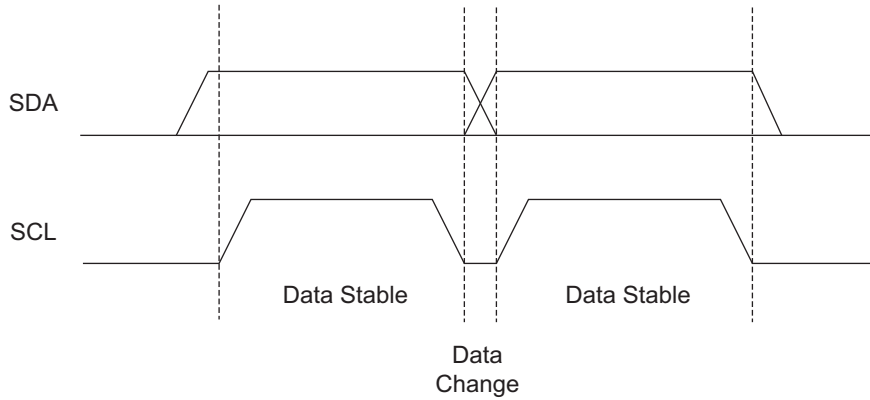 SDA
SCL
Data Stable
Data Stable
Data
Change